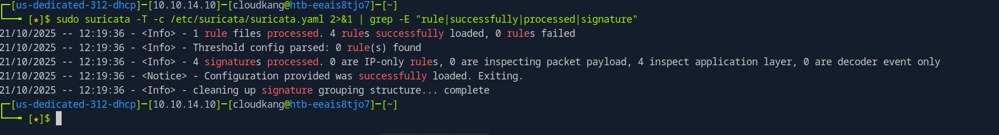 ┌─[us-dedicated-312-dhcp]─[10.10.14.10]─[cloudkang@htb-eeais8tjo7]─[~]
└──╼ [★]$ sudo suricata -T -c /etc/suricata/suricata.yaml 2>&1 | grep -E "rule|successfully|processed|signature"
21/10/2025 -- 12:19:36 - <Info> - 1 rule files processed. 4 rules successfully loaded, 0 rules failed
21/10/2025 -- 12:19:36 - <Info> - Threshold config parsed: 0 rule(s) found
21/10/2025 -- 12:19:36 - <Info> - 4 signatures processed. 0 are IP-only rules, 0 are inspecting packet payload, 4 inspect application layer, 0 are decoder event only
21/10/2025 -- 12:19:36 - <Notice> - Configuration provided was successfully loaded. Exiting.
21/10/2025 -- 12:19:36 - <Info> - cleaning up signature grouping structure... complete
┌─[us-dedicated-312-dhcp]─[10.10.14.10]─[cloudkang@htb-eeais8tjo7]─[~]
└──╼ [★]$